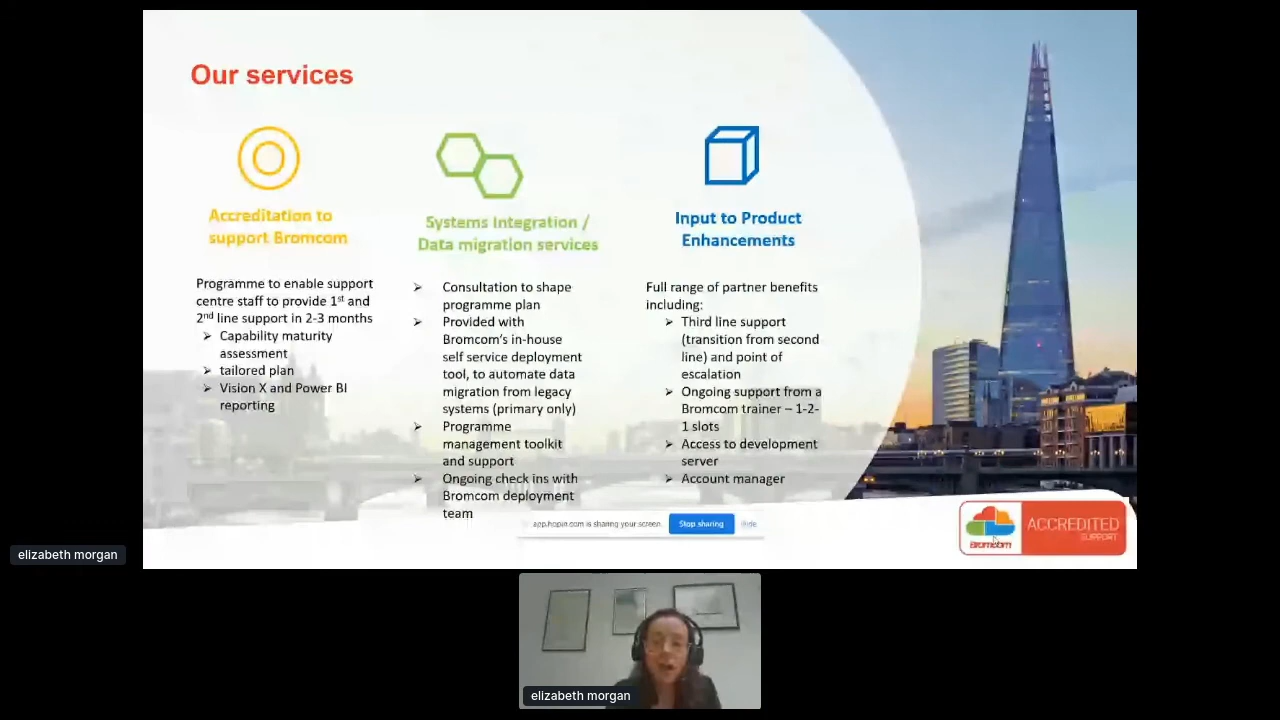 Our services
Accreditation to
support Bromcom
Programme to enable support
centre staff to provide 1st and
2nd line support in 2-3 months
➢ Capability maturity
assessment
➢ tailored plan
➢ Vision X and Power BI
reporting
Systems Integration /
Data migration services
➢ Consultation to shape
programme plan
➢ Provided with
Bromcom's in-house
self service deployment
tool, to automate data
migration from legacy
systems (primary only)
➢ Programme
management toolkit
and support
➢ Ongoing check ins with
Bromcom deployment
team
Input to Product
Enhancements
Full range of partner benefits
including:
➢ Third line support
(transition from second
line) and point of
escalation
➢ Ongoing support from a
Bromcom trainer – 1-2-
1 slots
➢ Access to development
server
➢ Account manager
app.hopin.com is sharing your screen. Stop sharing Hide
Bromcom
ACCREDITED
SUPPORT
elizabeth morgan
elizabeth morgan